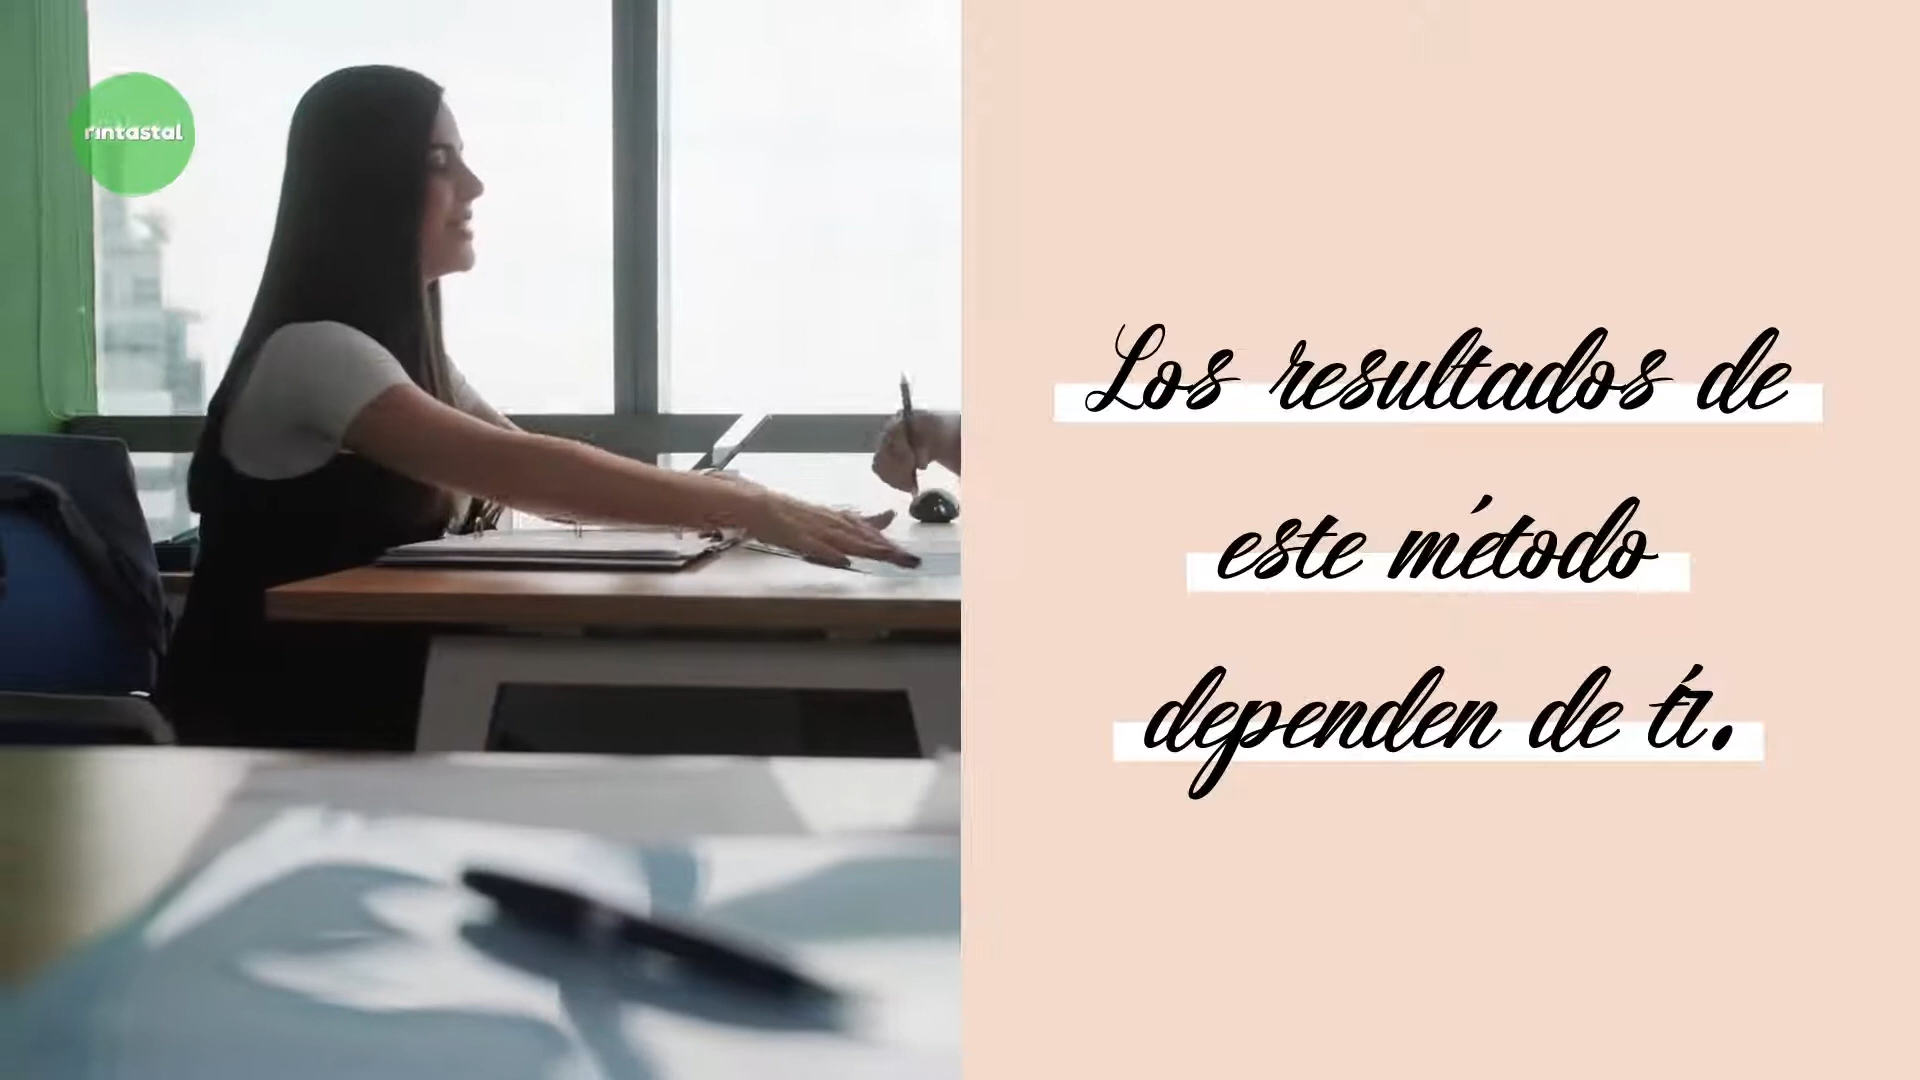 rintastal
Los resultados de
este método
dependen de tí.